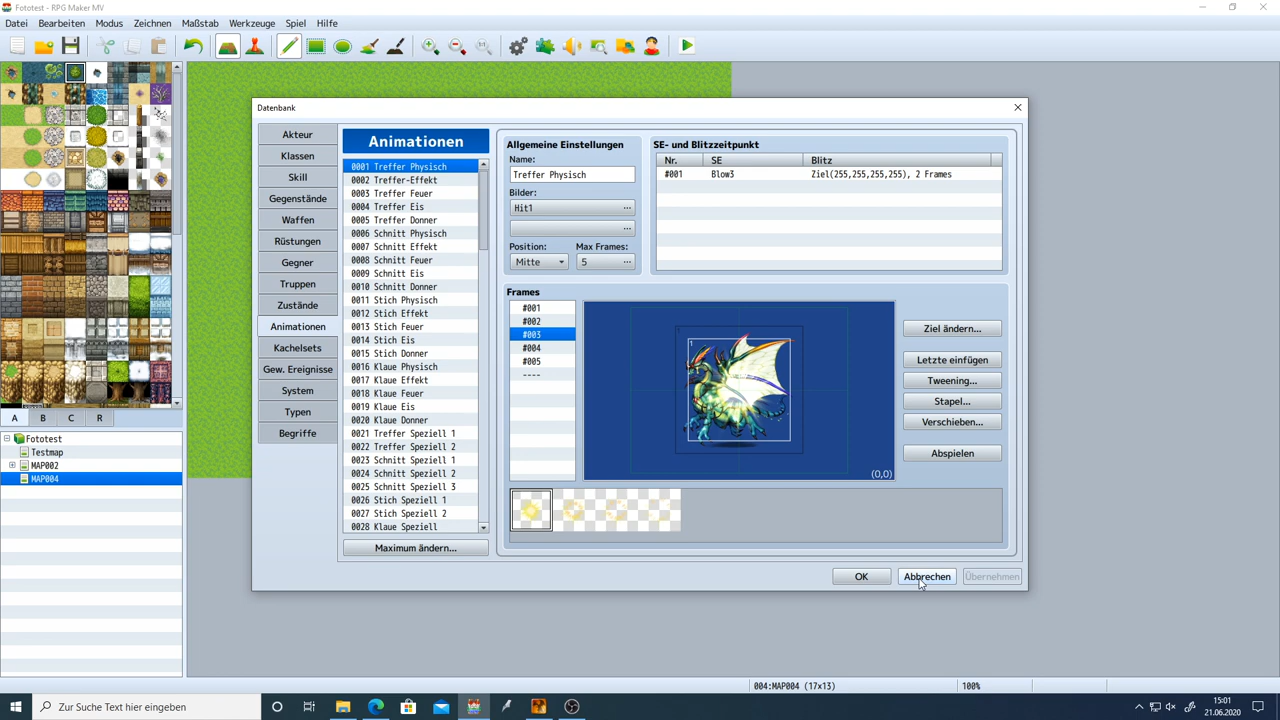 Fototest - RPG Maker MV
Datei Bearbeiten Modus Zeichnen Maßstab Werkzeuge Spiel Hilfe
Datenbank
Akteur
Klassen
Skill
Gegenstände
Waffen
Rüstungen
Gegner
Truppen
Zustände
Animationen
Kachelsets
Gew. Ereignisse
System
Typen
Begriffe
Animationen
0001 Treffer Physisch
0002 Treffer-Effekt
0003 Treffer Feuer
0004 Treffer Eis
0005 Treffer Donner
0006 Schnitt Physisch
0007 Schnitt Effekt
0008 Schnitt Feuer
0009 Schnitt Eis
0010 Schnitt Donner
0011 Stich Physisch
0012 Stich Effekt
0013 Stich Feuer
0014 Stich Eis
0015 Stich Donner
0016 Klaue Physisch
0017 Klaue Effekt
0018 Klaue Feuer
0019 Klaue Eis
0020 Klaue Donner
0021 Treffer Speziell 1
0022 Treffer Speziell 2
0023 Schnitt Speziell 1
0024 Schnitt Speziell 2
0025 Schnitt Speziell 3
0026 Stich Speziell 1
0027 Stich Speziell 2
0028 Klaue Speziell
Maximum ändern...
Allgemeine Einstellungen
Name:
Treffer Physisch
Bilder:
Hit1 ...
...
Position: Max Frames:
Mitte 5 ...
SE- und Blitzzeitpunkt
Nr. SE Blitz
#001 Blow3 Ziel(255,255,255,255), 2 Frames
Frames
#001
#002
#003
#004
#005
----
1
(0,0)
Ziel ändern...
Letzte einfügen
Tweening...
Stapel...
Verschieben...
Abspielen
OK Abbrechen Übernehmen
A B C R
Fototest
Testmap
MAP002
MAP004
004:MAP004 (17x13) 100%
Zur Suche Text hier eingeben
15:01
21.06.2020